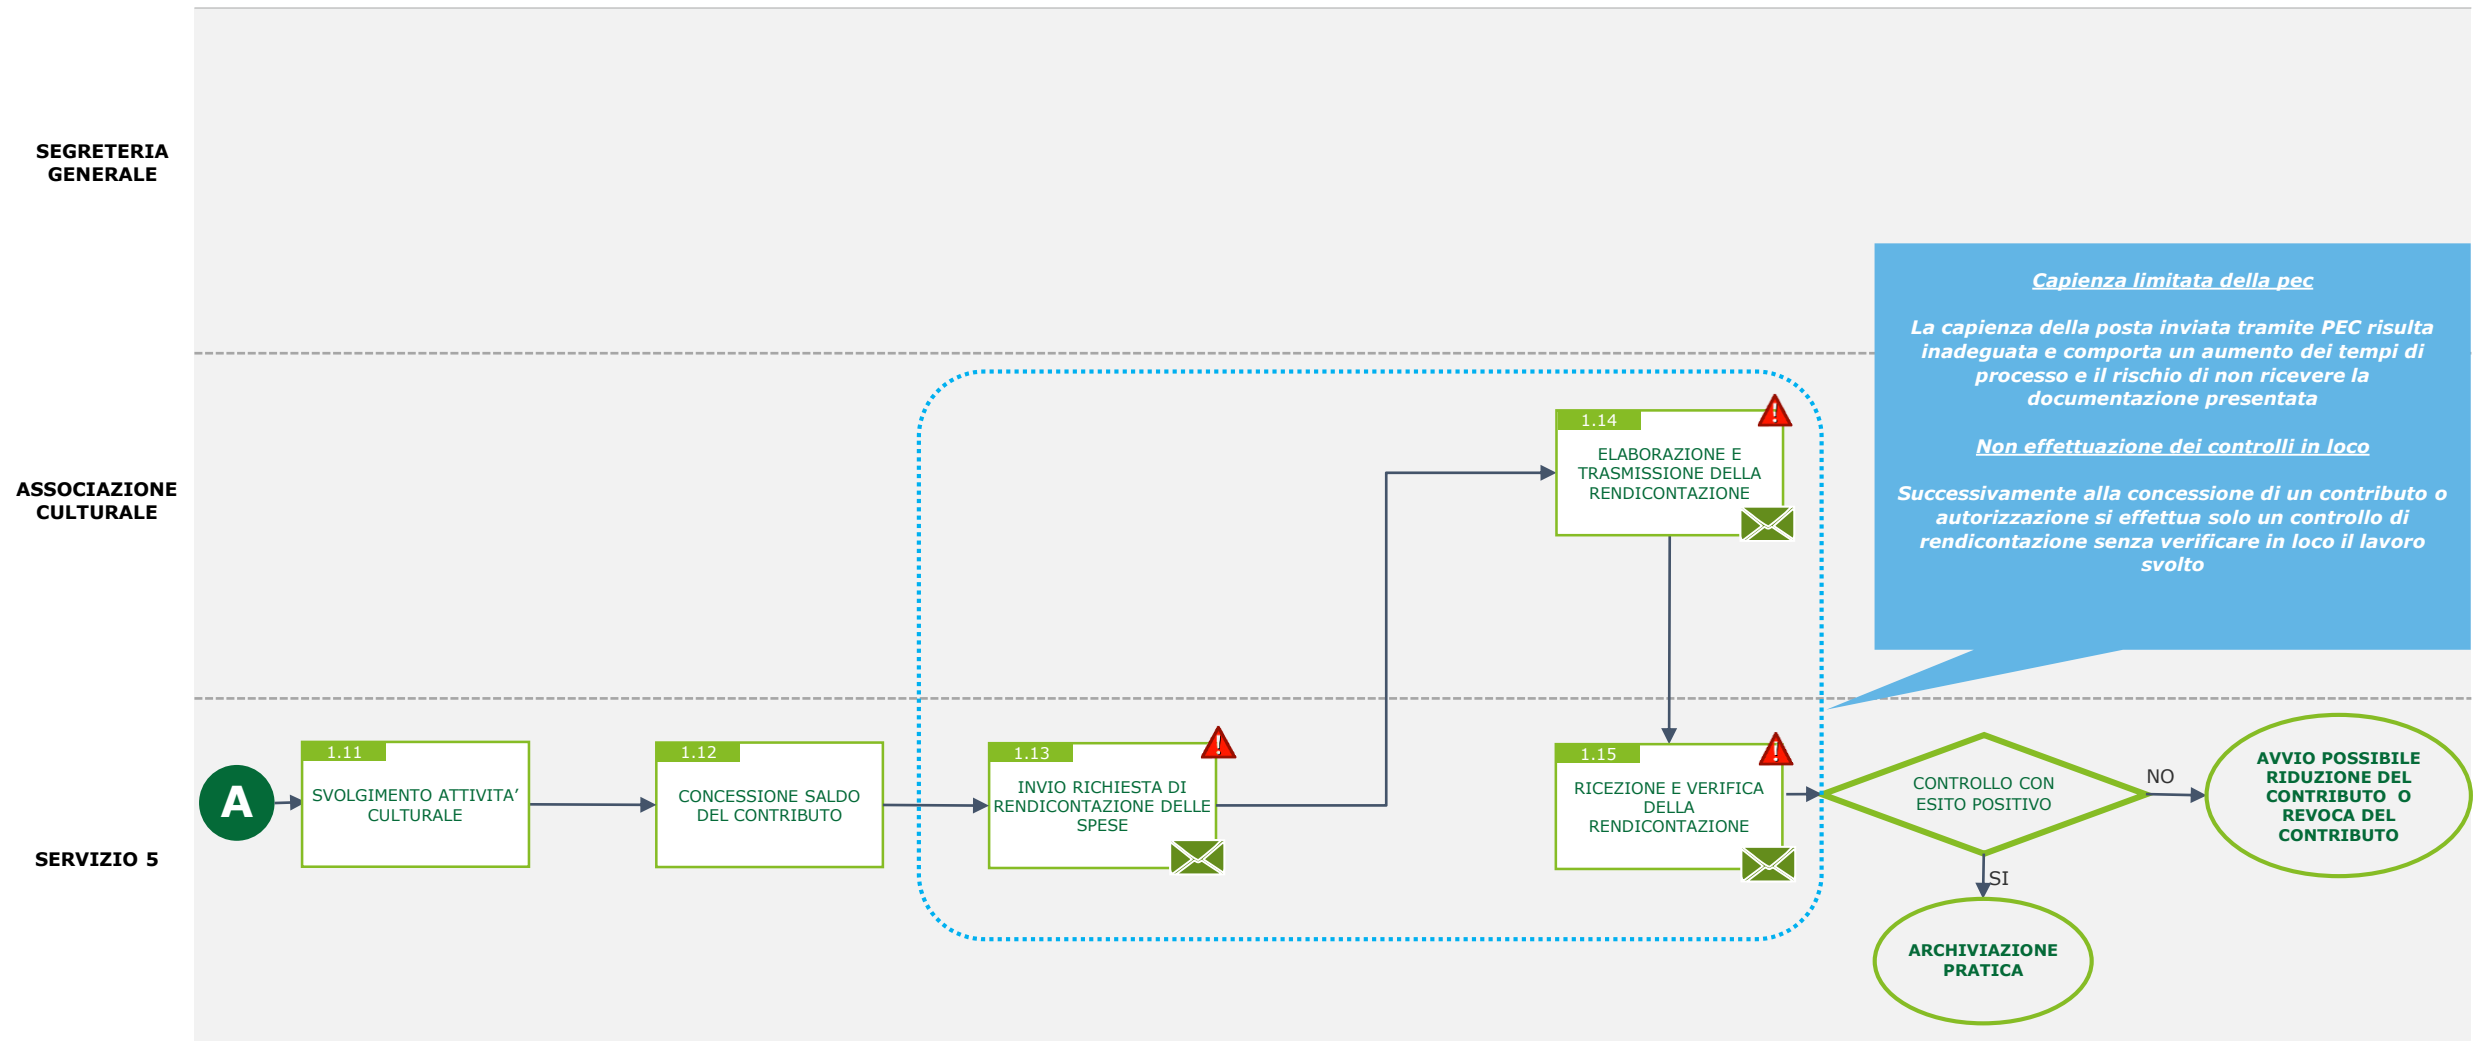 SEGRETERIA
GENERALE
Capienza limitata della pec
La capienza della posta inviata tramite PEC risulta
inadeguata e comporta un aumento dei tempi di
processo e il rischio di non ricevere la
documentazione presentata
Non effettuazione dei controlli in loco
Successivamente alla concessione di un contributo o
autorizzazione si effettua solo un controllo di
rendicontazione senza verificare in loco il lavoro
svolto
ASSOCIAZIONE
CULTURALE
1.14
ELABORAZIONE E
TRASMISSIONE DELLA
RENDICONTAZIONE
SERVIZIO 5
A
1.11
SVOLGIMENTO ATTIVITA’
CULTURALE
1.12
CONCESSIONE SALDO
DEL CONTRIBUTO
1.13
INVIO RICHIESTA DI
RENDICONTAZIONE DELLE
SPESE
1.15
RICEZIONE E VERIFICA
DELLA
RENDICONTAZIONE
CONTROLLO CON
ESITO POSITIVO
NO
AVVIO POSSIBILE
RIDUZIONE DEL
CONTRIBUTO O
REVOCA DEL
CONTRIBUTO
SI
ARCHIVIAZIONE
PRATICA